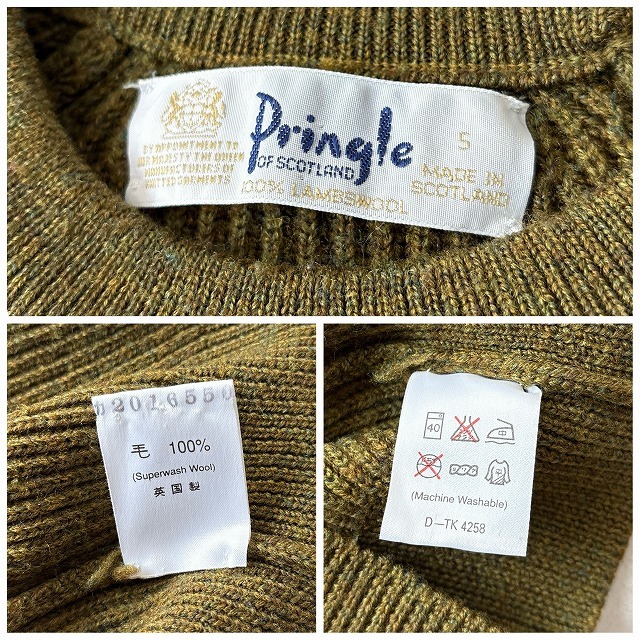 Pringle
OF SCOTLAND
S
BY APPOINTMENT TO
HER MAJESTY THE QUEEN
MANUFACTURERS OF
KNITTED GARMENTS
100% LAMBSWOOL
MADE IN
SCOTLAND
毛 100%
(Superwash Wool)
英国製
40
中
(Machine Washable)
D—TK 4258